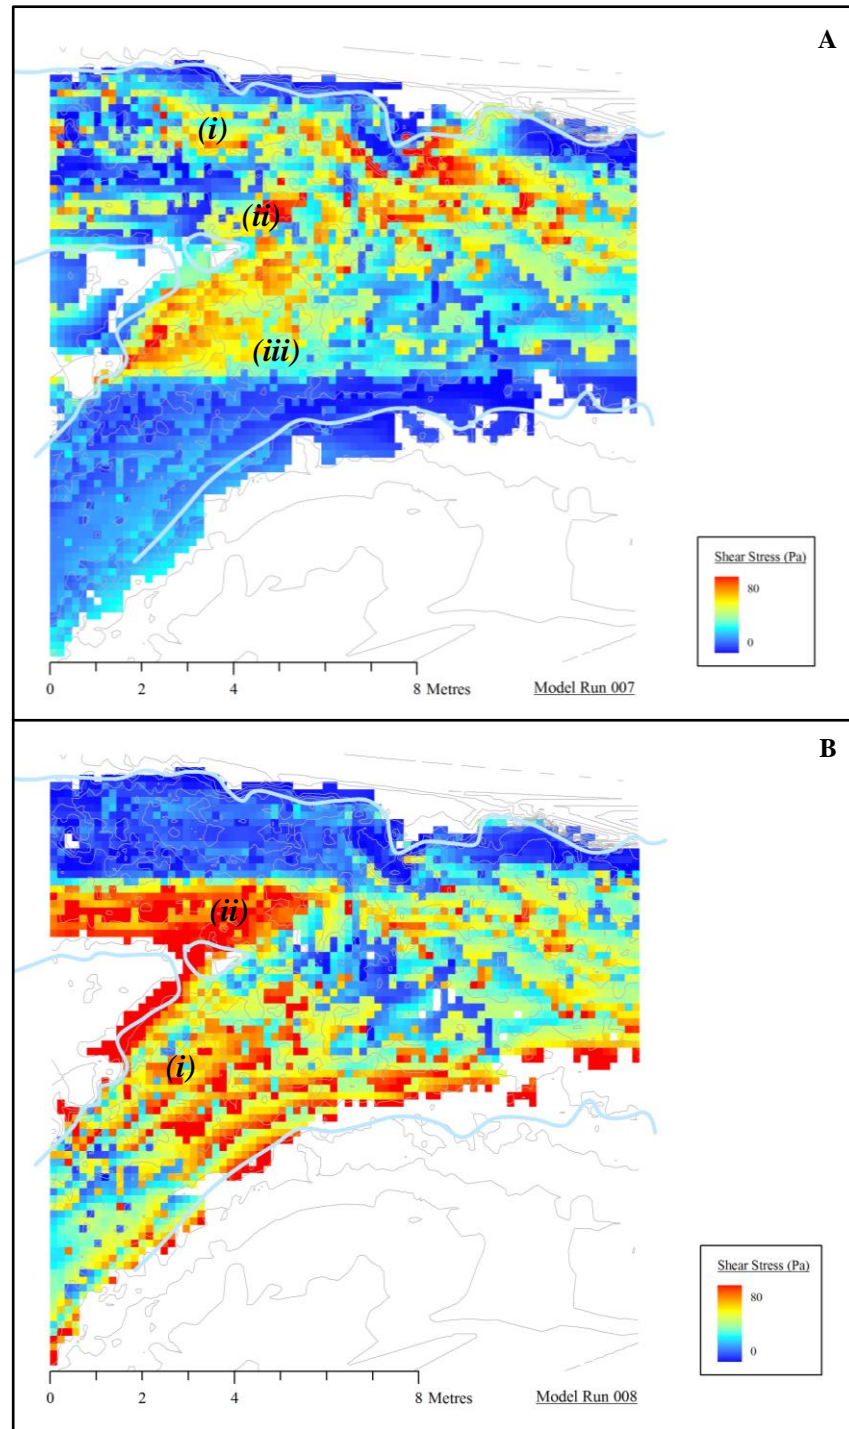 A
(i)
(ii)
(iii)
Shear Stress (Pa)
80
0
0 2 4 8 Metres
Model Run 007
B
(ii)
(i)
Shear Stress (Pa)
80
0
0 2 4 8 Metres
Model Run 008